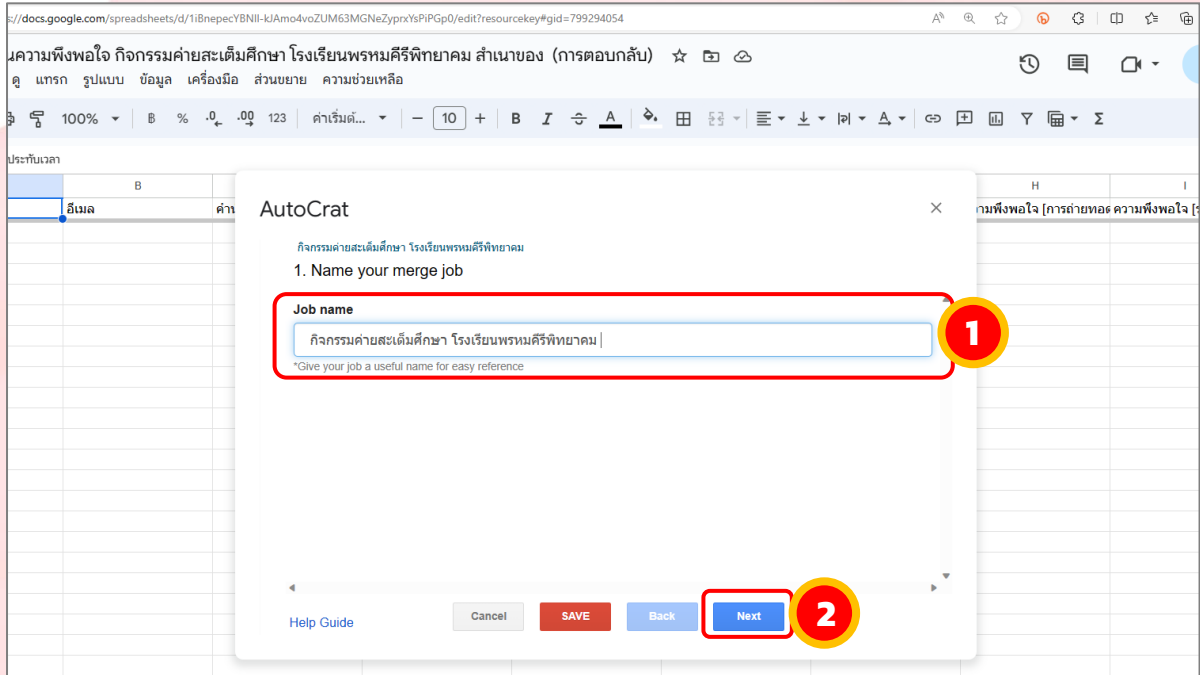 s://docs.google.com/spreadsheets/d/1iBnepecYBNII-kJAmo4voZUM63MGNeZyprxYsPiPGp0/edit?resourcekey#gid=799294054
นความพึงพอใจ กิจกรรมค่ายสะเต็มศึกษา โรงเรียนพรหมคีรีพิทยาคม สำเนาของ (การตอบกลับ)
ดู แทรก รูปแบบ ข้อมูล เครื่องมือ ส่วนขยาย ความช่วยเหลือ
100% ฿ % .0 .00 123 ค่าเริ่มต้... − 10 + B I A Σ
ประทับเวลา
B H I
อีเมล คำน ามพึงพอใจ [การถ่ายทอด ความพึงพอใจ [ร
AutoCrat
กิจกรรมค่ายสะเต็มศึกษา โรงเรียนพรหมคีรีพิทยาคม
1. Name your merge job
Job name
กิจกรรมค่ายสะเต็มศึกษา โรงเรียนพรหมคีรีพิทยาคม
1
*Give your job a useful name for easy reference
Help Guide Cancel SAVE Back Next 2